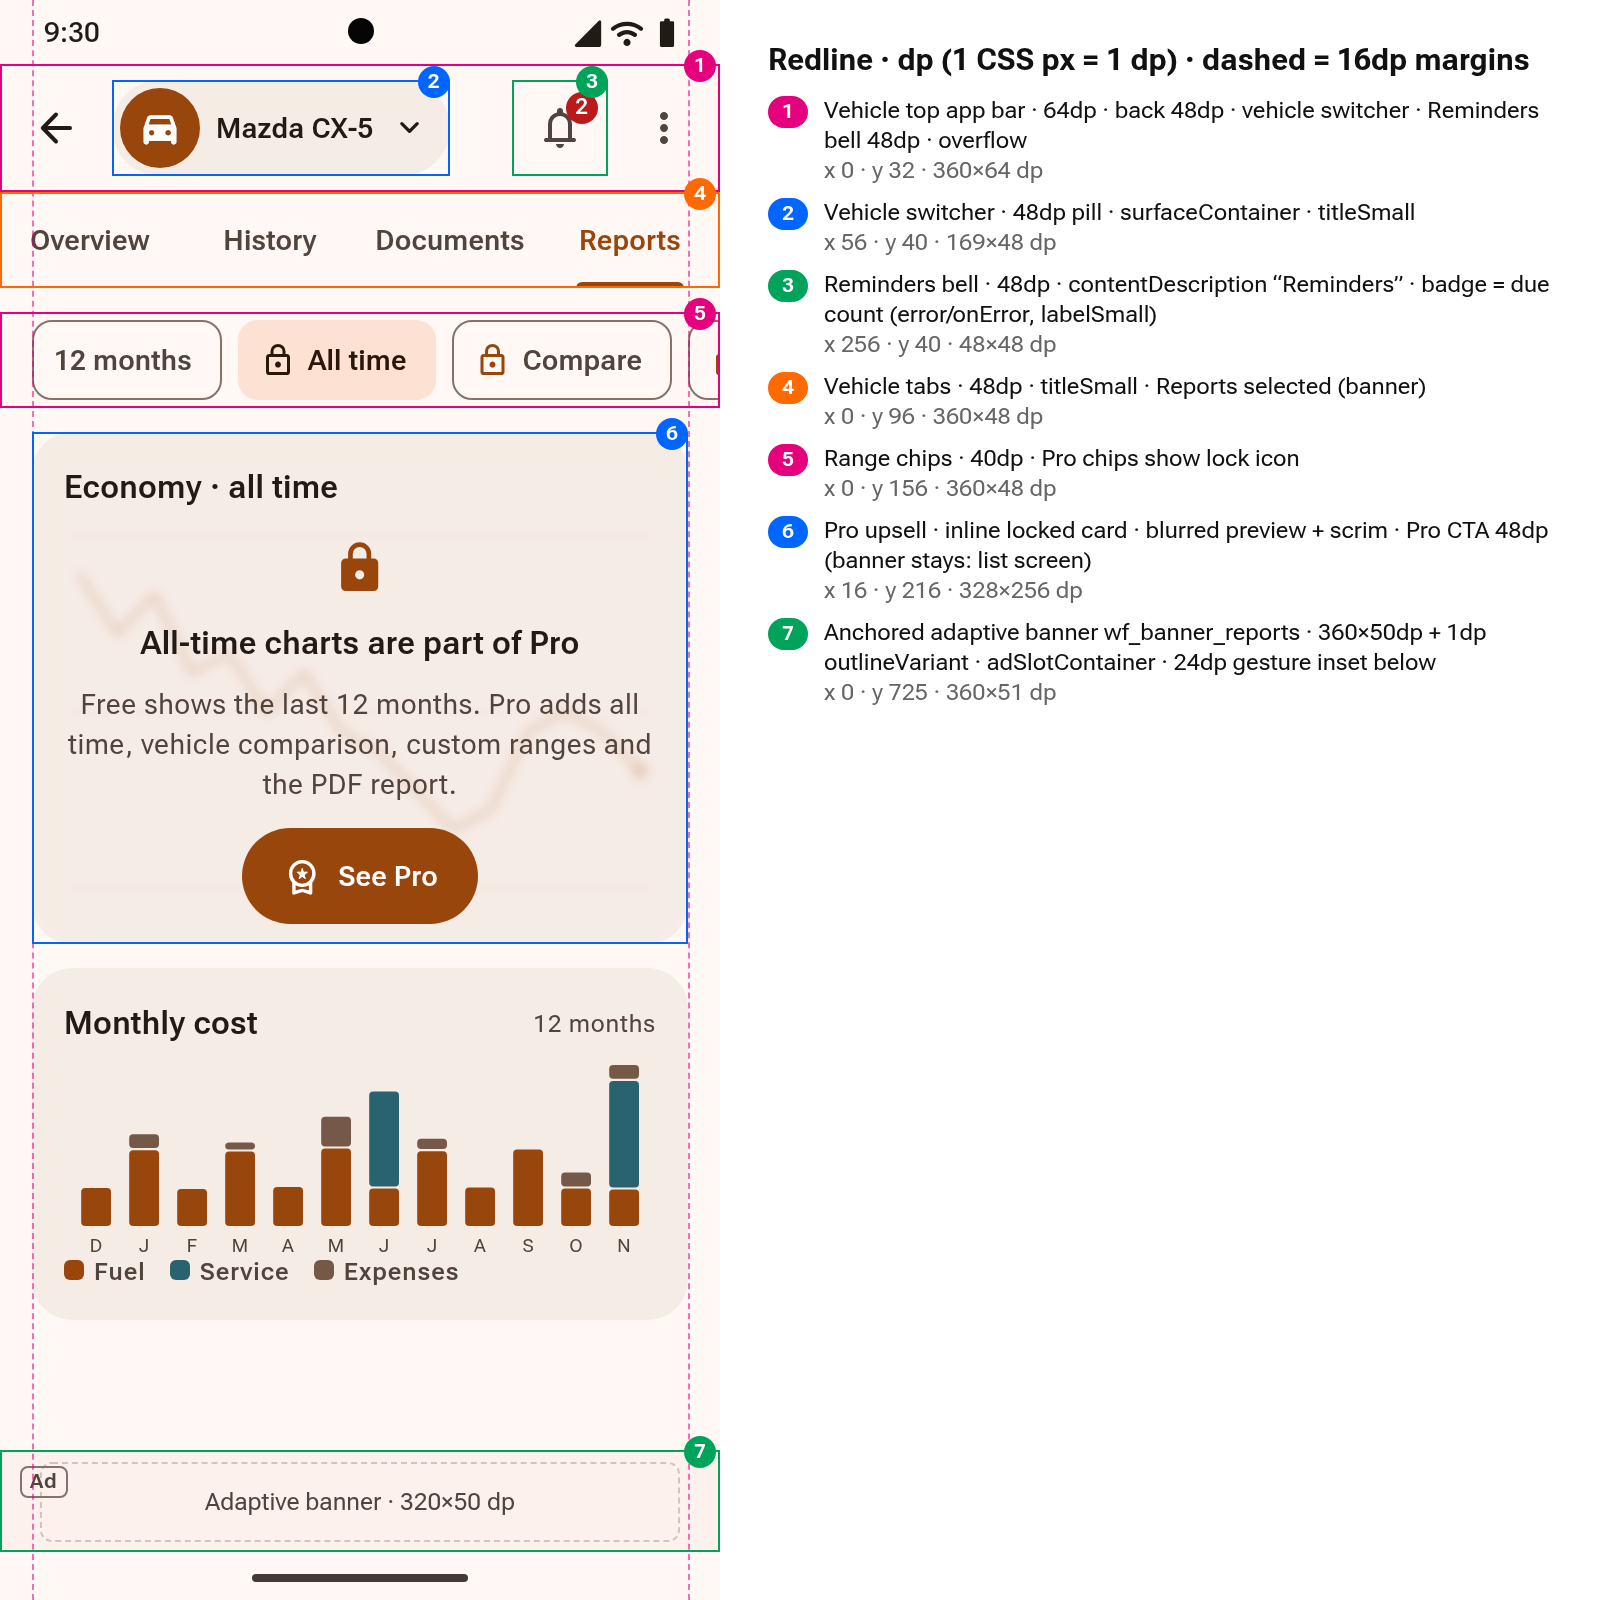 9:30
1
2
3
2
Mazda CX-5
4
Overview History Documents Reports
5
12 months All time Compare
6
Economy · all time
All-time charts are part of Pro
Free shows the last 12 months. Pro adds all
time, vehicle comparison, custom ranges and
the PDF report.
See Pro
Monthly cost 12 months
D J F M A M J J A S O N
Fuel Service Expenses
7
Ad
Adaptive banner · 320×50 dp
Redline · dp (1 CSS px = 1 dp) · dashed = 16dp margins
1 Vehicle top app bar · 64dp · back 48dp · vehicle switcher · Reminders
bell 48dp · overflow
x 0 · y 32 · 360×64 dp
2 Vehicle switcher · 48dp pill · surfaceContainer · titleSmall
x 56 · y 40 · 169×48 dp
3 Reminders bell · 48dp · contentDescription “Reminders” · badge = due
count (error/onError, labelSmall)
x 256 · y 40 · 48×48 dp
4 Vehicle tabs · 48dp · titleSmall · Reports selected (banner)
x 0 · y 96 · 360×48 dp
5 Range chips · 40dp · Pro chips show lock icon
x 0 · y 156 · 360×48 dp
6 Pro upsell · inline locked card · blurred preview + scrim · Pro CTA 48dp
(banner stays: list screen)
x 16 · y 216 · 328×256 dp
7 Anchored adaptive banner wf_banner_reports · 360×50dp + 1dp
outlineVariant · adSlotContainer · 24dp gesture inset below
x 0 · y 725 · 360×51 dp